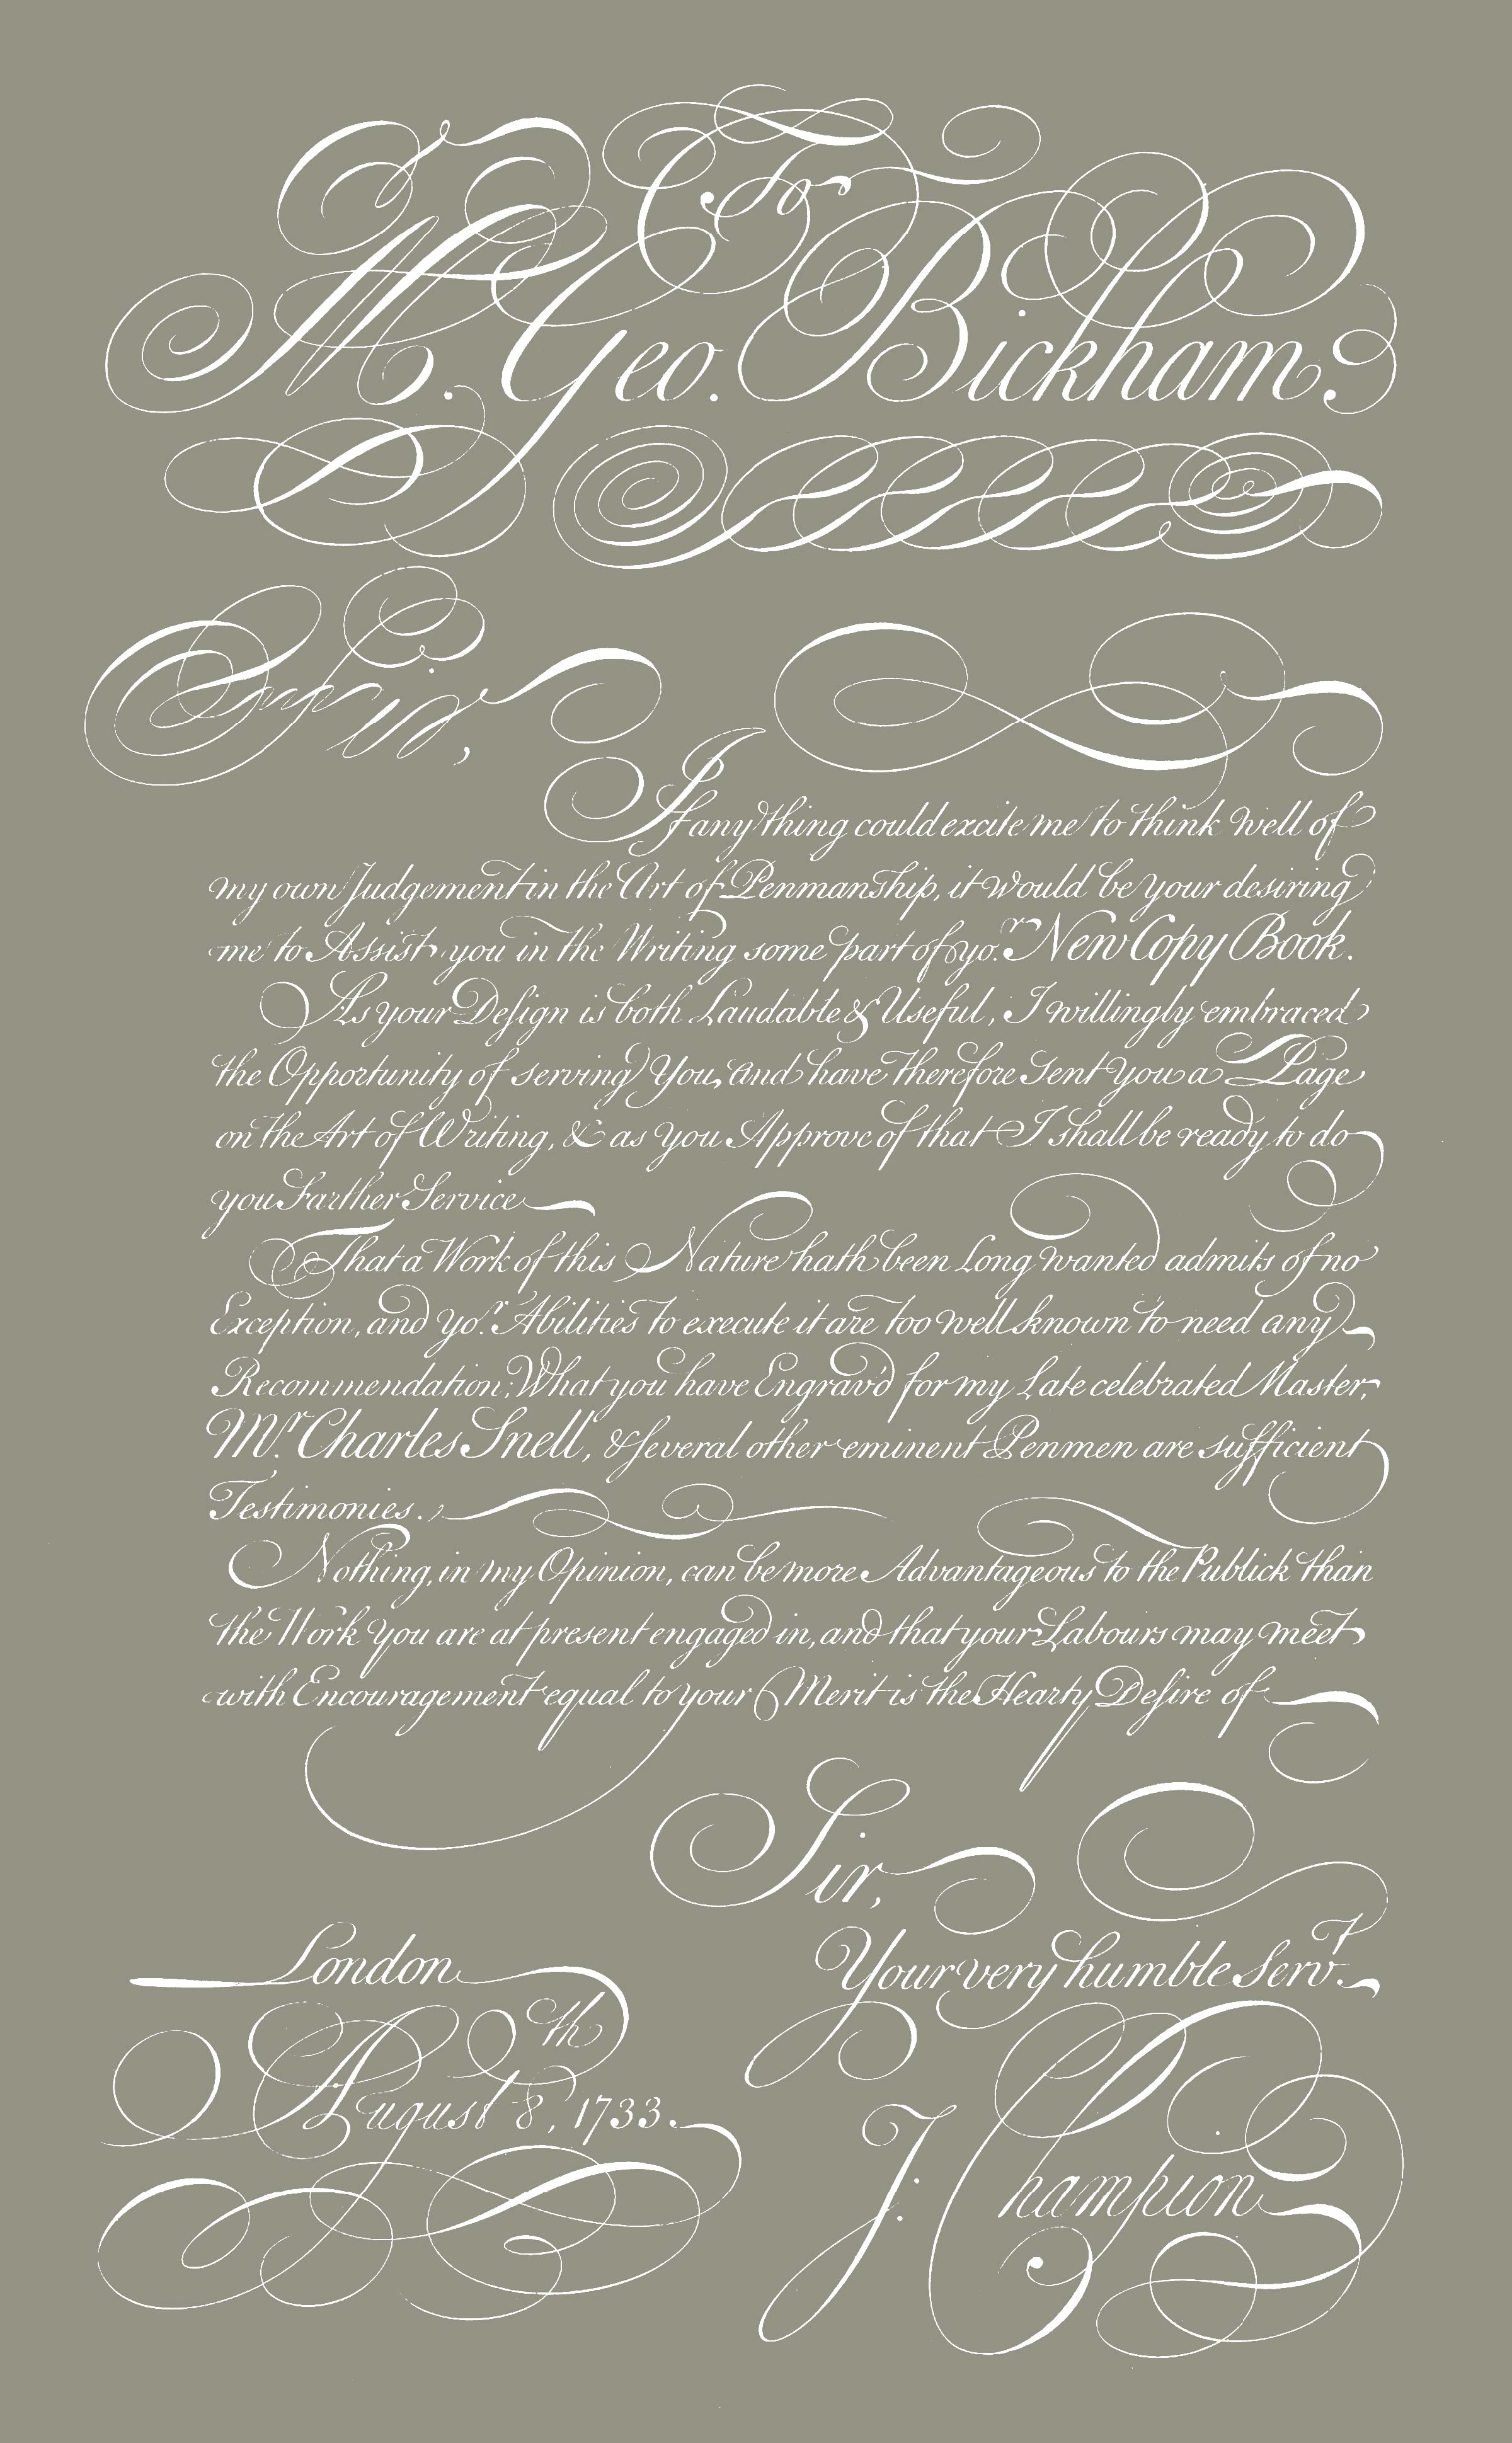 For
M. Geo. Bickham.
Sir,
If any thing could excite me to think well of
my own Judgement in the Art of Penmanship, it would be your desiring
me to Assist you in the Writing some part of yo.r New Copy Book.
As your Design is both Laudable & Useful, I willingly embraced
the Opportunity of serving You, and have Therefore Sent You a Page
on the Art of Writing, & as you Approve of that I shall be ready to do
you Farther Service
That a Work of this Nature hath been Long wanted admits of no
Exception, and yo.r Abilities to execute it are too well known to need any
Recommendation; What you have Engrav'd for my Late celebrated Master,
M.r Charles Snell, & several other eminent Penmen are sufficient
Testimonies.
Nothing, in my Opinion, can be more Advantageous to the Publick than
the Work You are at present engaged in, and that your Labours may meet
with Encouragement equal to your Merit is the Hearty Desire of
Sir,
Your very humble Serv.t
London
August 8th, 1733.
J: Champion